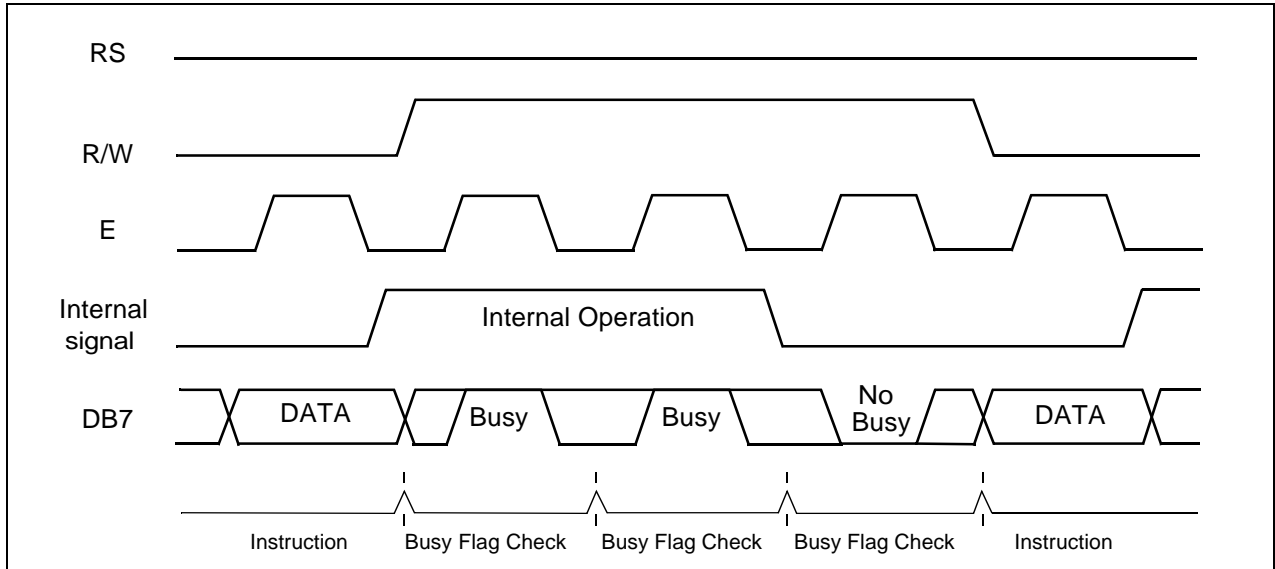 RS
R/W
E
Internal
signal
Internal Operation
DB7
DATA
Busy
Busy
No
Busy
DATA
Instruction
Busy Flag Check
Busy Flag Check
Busy Flag Check
Instruction